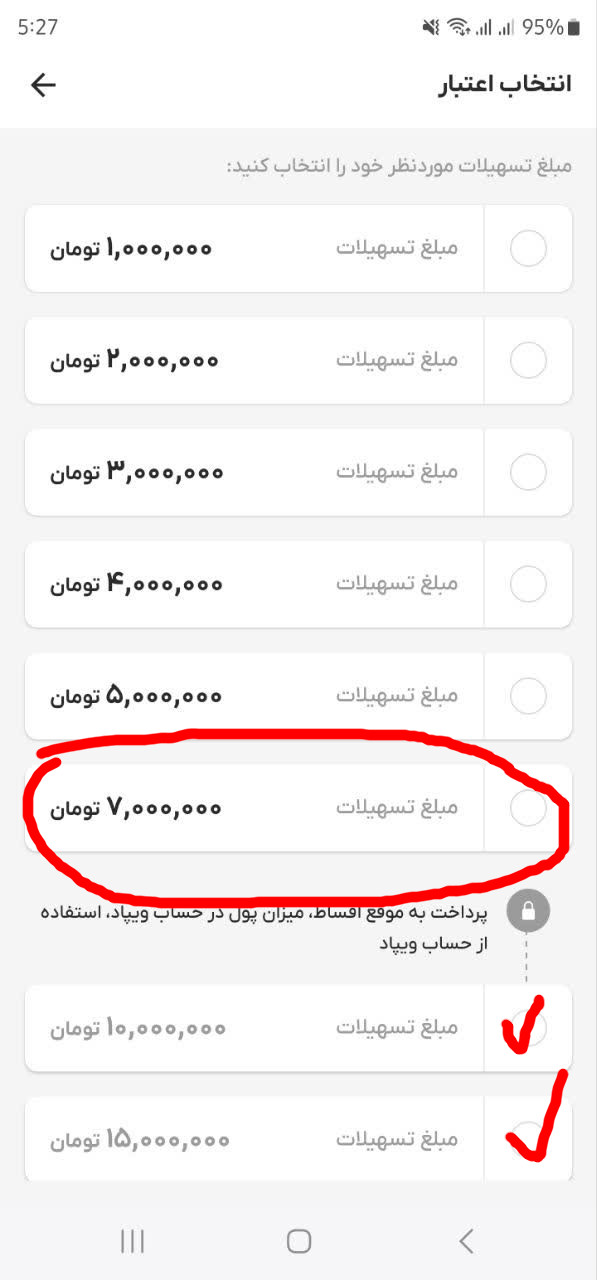 5:27
95%
انتخاب اعتبار
مبلغ تسهیلات موردنظر خود را انتخاب کنید:
مبلغ تسهیلات ۱,۰۰۰,۰۰۰ تومان
مبلغ تسهیلات ۲,۰۰۰,۰۰۰ تومان
مبلغ تسهیلات ۳,۰۰۰,۰۰۰ تومان
مبلغ تسهیلات ۴,۰۰۰,۰۰۰ تومان
مبلغ تسهیلات ۵,۰۰۰,۰۰۰ تومان
مبلغ تسهیلات ۷,۰۰۰,۰۰۰ تومان
پرداخت به موقع اقساط، میزان پول در حساب ویپاد، استفاده
از حساب ویپاد
مبلغ تسهیلات ۱۰,۰۰۰,۰۰۰ تومان
مبلغ تسهیلات ۱۵,۰۰۰,۰۰۰ تومان